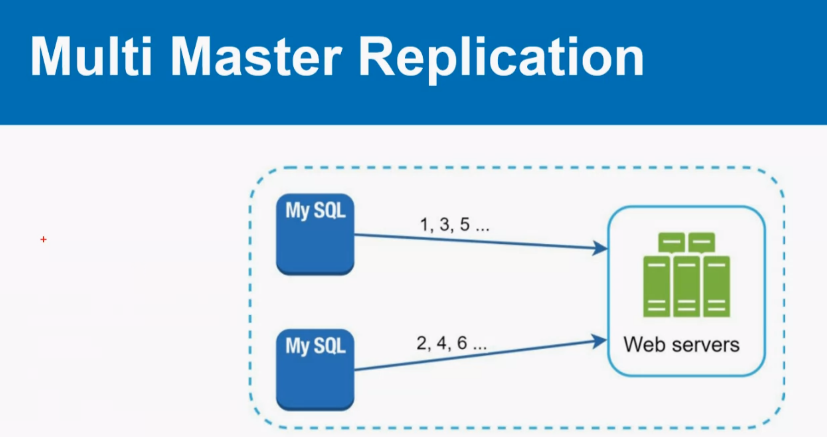 Multi Master Replication
My SQL
1, 3, 5 ...
My SQL
2, 4, 6 ...
Web servers